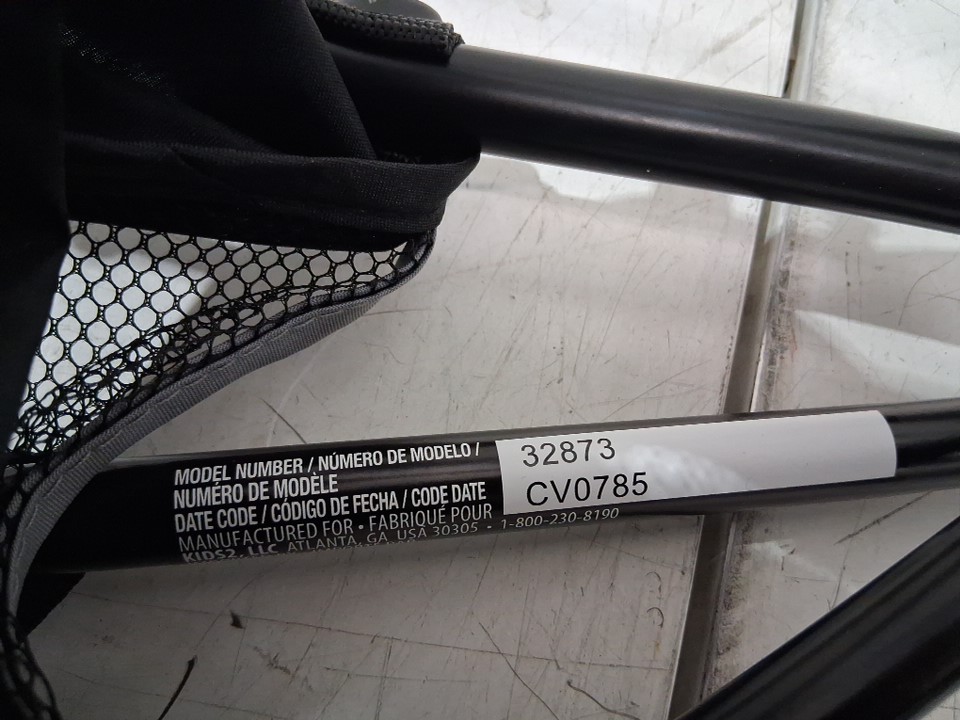 MODEL NUMBER / NÚMERO DE MODELO /
NUMÉRO DE MODÈLE
DATE CODE / CÓDIGO DE FECHA / CODE DATE
32873
CV0785
MANUFACTURED FOR • FABRIQUÉ POUR
KIDS2, LLC ATLANTA, GA, USA 30305 • 1-800-230-8190